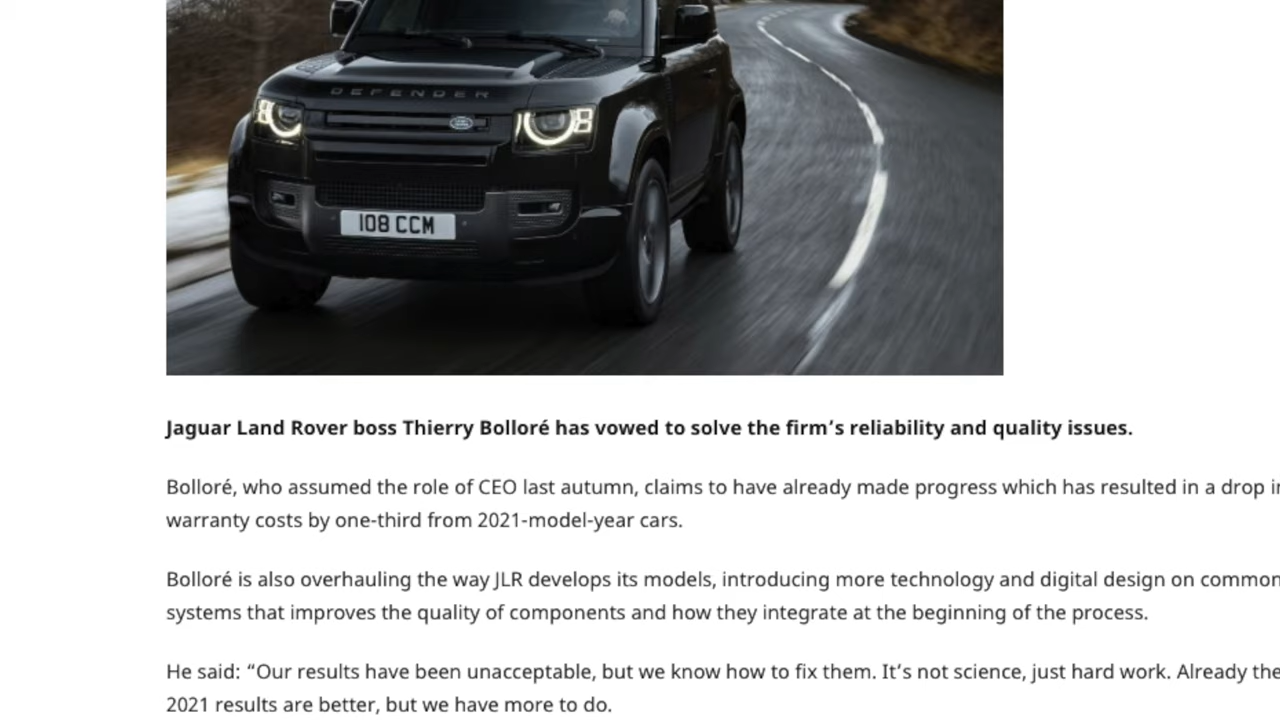 DEFENDER
108 CCM
Jaguar Land Rover boss Thierry Bolloré has vowed to solve the firm’s reliability and quality issues.
Bolloré, who assumed the role of CEO last autumn, claims to have already made progress which has resulted in a drop
warranty costs by one-third from 2021-model-year cars.
Bolloré is also overhauling the way JLR develops its models, introducing more technology and digital design on common
systems that improves the quality of components and how they integrate at the beginning of the process.
He said: “Our results have been unacceptable, but we know how to fix them. It’s not science, just hard work. Already the
2021 results are better, but we have more to do.